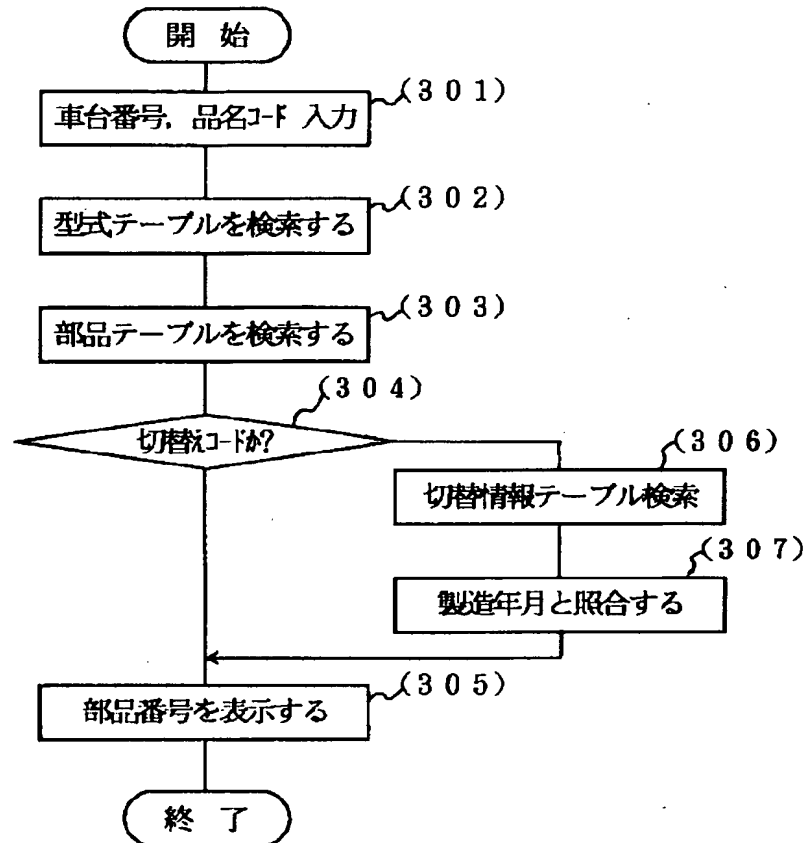 開 始
(301)
車台番号, 品名コード 入力
(302)
型式テーブルを検索する
(303)
部品テーブルを検索する
(304)
切替えコードか?
(306)
切替情報テーブル検索
(307)
製造年月と照合する
(305)
部品番号を表示する
終 了